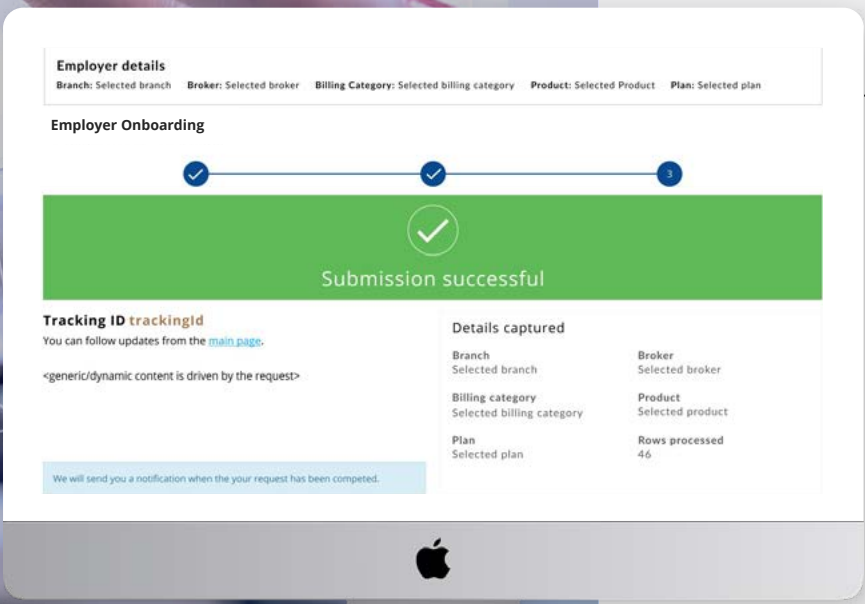 Employer details
Branch: Selected branch Broker: Selected broker Billing Category: Selected billing category Product: Selected Product Plan: Selected plan
Employer Onboarding
3
Submission successful
Tracking ID trackingId
You can follow updates from the main page.
<generic/dynamic content is driven by the request>
We will send you a notification when the your request has been competed.
Details captured
Branch Broker
Selected branch Selected broker
Billing category Product
Selected billing category Selected product
Plan Rows processed
Selected plan 46